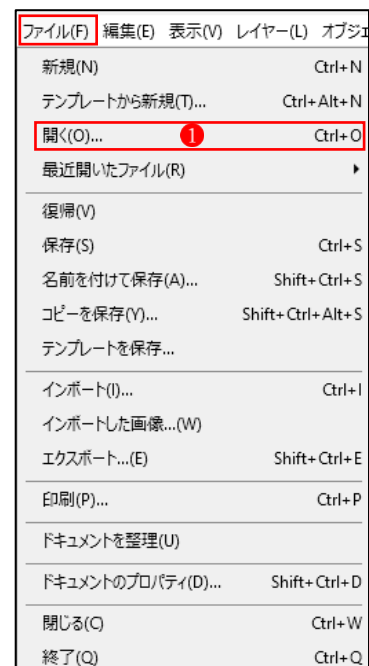 ファイル(F) 編集(E) 表示(V) レイヤー(L) オブジェ
新規(N) Ctrl+N
テンプレートから新規(T)... Ctrl+Alt+N
開く(O)... 1 Ctrl+O
最近開いたファイル(R)
復帰(V)
保存(S) Ctrl+S
名前を付けて保存(A)... Shift+Ctrl+S
コピーを保存(Y)... Shift+Ctrl+Alt+S
テンプレートを保存...
インポート(I)... Ctrl+I
インポートした画像...(W)
エクスポート...(E) Shift+Ctrl+E
印刷(P)... Ctrl+P
ドキュメントを整理(U)
ドキュメントのプロパティ(D)... Shift+Ctrl+D
閉じる(C) Ctrl+W
終了(Q) Ctrl+Q